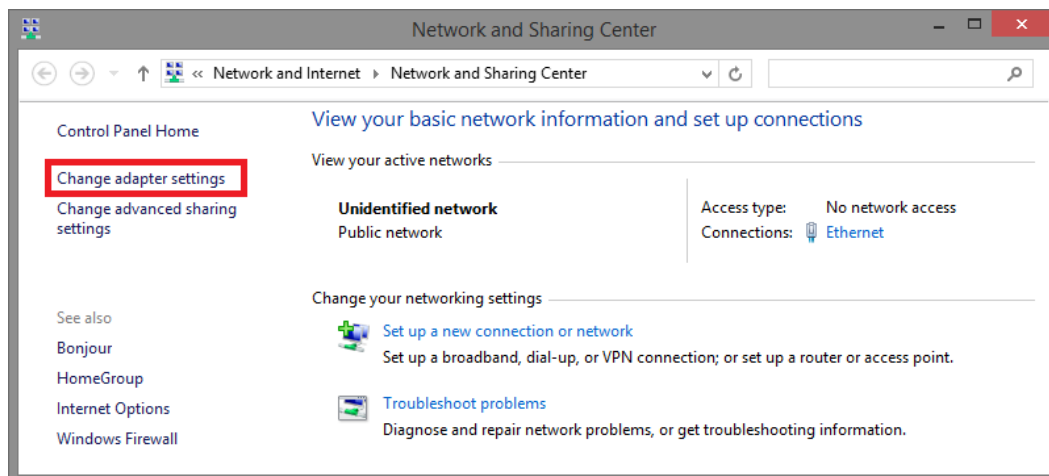 Network and Sharing Center
« Network and Internet Network and Sharing Center
Control Panel Home
Change adapter settings
Change advanced sharing
settings
See also
Bonjour
HomeGroup
Internet Options
Windows Firewall
View your basic network information and set up connections
View your active networks
Unidentified network
Public network
Access type: No network access
Connections: Ethernet
Change your networking settings
Set up a new connection or network
Set up a broadband, dial-up, or VPN connection; or set up a router or access point.
Troubleshoot problems
Diagnose and repair network problems, or get troubleshooting information.